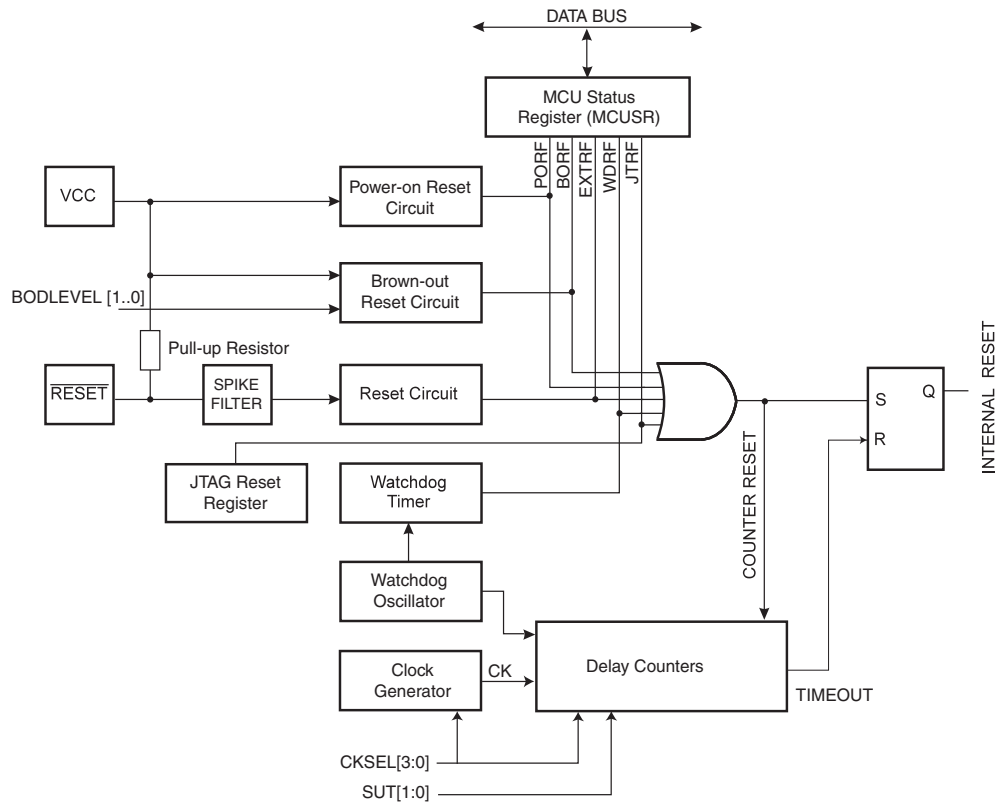 DATA BUS
MCU Status
Register (MCUSR)
PORF
BORF
EXTRF
WDRF
JTRF
VCC
Power-on Reset
Circuit
Brown-out
Reset Circuit
BODLEVEL [1..0]
Pull-up Resistor
RESET
SPIKE
FILTER
Reset Circuit
JTAG Reset
Register
Watchdog
Timer
Watchdog
Oscillator
Clock
Generator
CK
Delay Counters
COUNTER RESET
S
R
Q
INTERNAL RESET
TIMEOUT
CKSEL[3:0]
SUT[1:0]